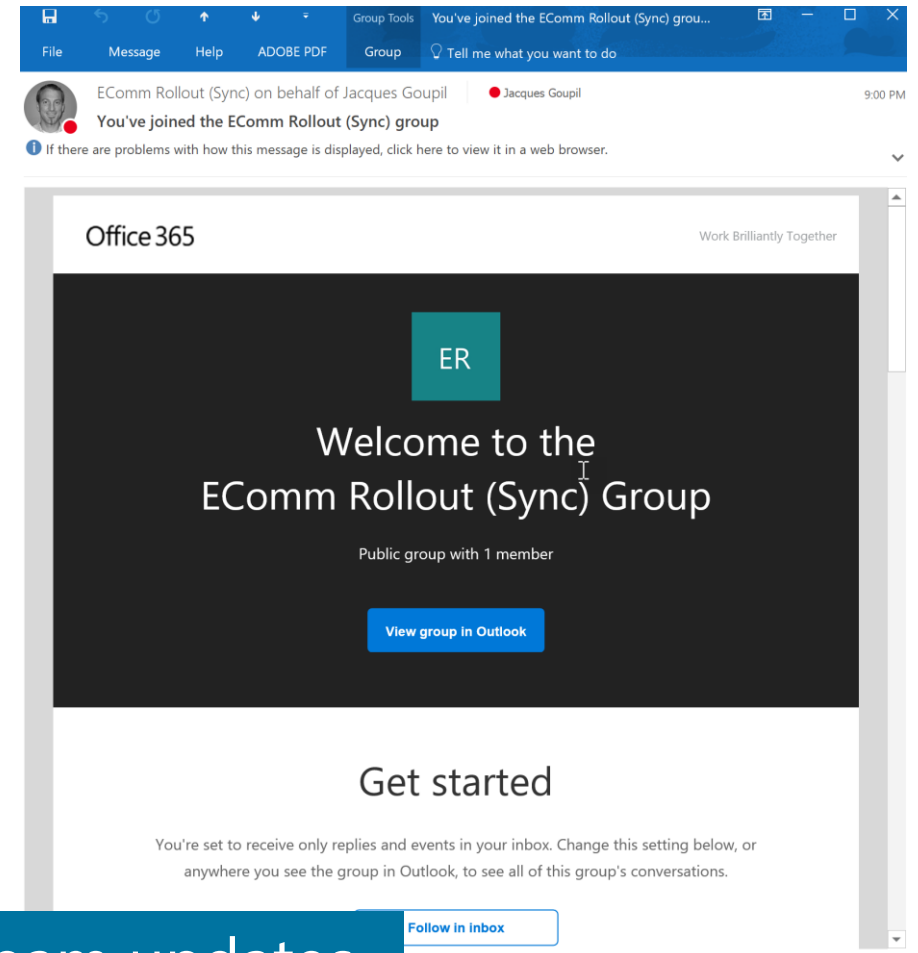 Group Tools You've joined the EComm Rollout (Sync) grou...
File Message Help ADOBE PDF Group Tell me what you want to do
EComm Rollout (Sync) on behalf of Jacques Goupil Jacques Goupil 9:00 PM
You've joined the EComm Rollout (Sync) group
If there are problems with how this message is displayed, click here to view it in a web browser.
Office 365 Work Brilliantly Together
ER
Welcome to the
EComm Rollout (Sync) Group
Public group with 1 member
View group in Outlook
Get started
You're set to receive only replies and events in your inbox. Change this setting below, or
anywhere you see the group in Outlook, to see all of this group's conversations.
Follow in inbox
updates